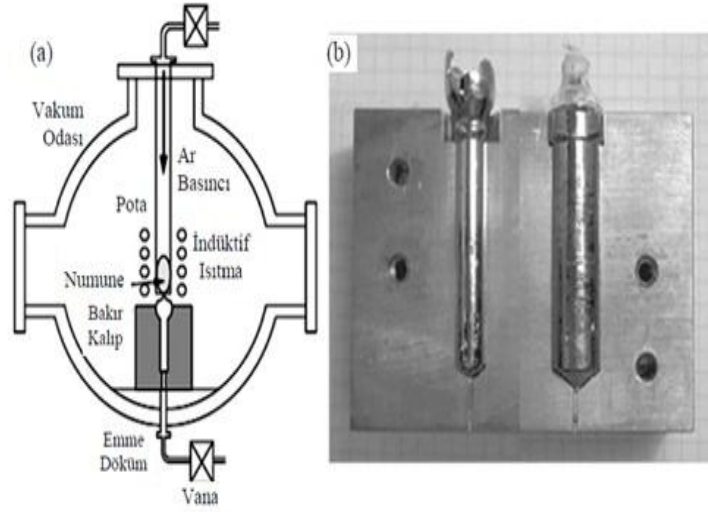 (a)
Vakum
Odası
Ar
Basıncı
Pota
İndüktif
Isıtma
Numune
Bakır
Kalıp
Emme
Döküm
Vana
(b)